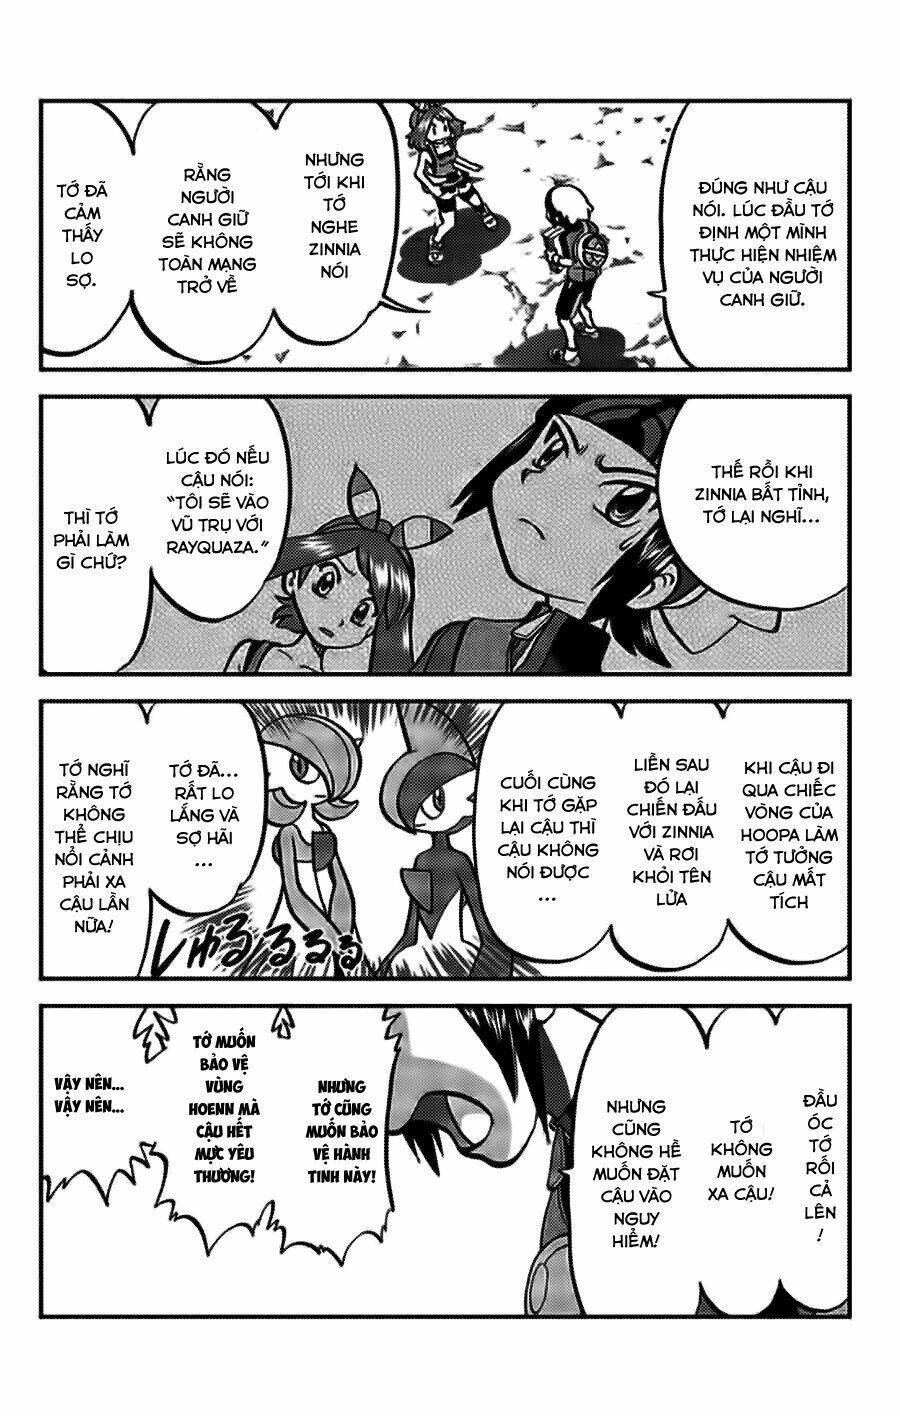 ĐÚNG NHƯ CẬU
NÓI. LÚC ĐẦU TỚ
ĐỊNH MỘT MÌNH
THỰC HIỆN NHIỆM
VỤ CỦA NGƯỜI
CANH GIỮ.
NHƯNG
TỚI KHI
TỚ
NGHE
ZINNIA
NÓI
RẰNG
NGƯỜI
CANH GIỮ
SẼ KHÔNG
TOÀN MẠNG
TRỞ VỀ
TỚ ĐÃ
CẢM
THẤY
LO
SỢ.
THẾ RỒI KHI
ZINNIA BẤT TỈNH,
TỚ LẠI NGHĨ...
LÚC ĐÓ NẾU
CẬU NÓI:
"TÔI SẼ VÀO
VŨ TRỤ VỚI
RAYQUAZA."
THÌ TỚ
PHẢI LÀM
GÌ CHỨ?
KHI CẬU ĐI
QUA CHIẾC
VÒNG CỦA
HOOPA LÀM
TỚ TƯỞNG
CẬU MẤT
TÍCH
LIỀN SAU
ĐÓ LẠI
CHIẾN ĐẤU
VỚI ZINNIA
VÀ RƠI
KHỎI TÊN
LỬA
CUỐI CÙNG
KHI TỚ GẶP
LẠI CẬU THÌ
CẬU KHÔNG
NÓI ĐƯỢC
...
TỚ ĐÃ...
RẤT LO
LẮNG VÀ
SỢ HÃI
...
TỚ NGHĨ
RẰNG TỚ
KHÔNG
THỂ CHỊU
NỔI CẢNH
PHẢI XA
CẬU LẦN
NỮA!
しゅるるるる
ĐẦU
ÓC
TỚ
RỐI
CẢ
LÊN
!
TỚ
KHÔNG
MUỐN
XA CẬU!
NHƯNG
CŨNG
KHÔNG HỀ
MUỐN ĐẶT
CẬU VÀO
NGUY
HIỂM!
NHƯNG
TỚ CŨNG
MUỐN BẢO
VỆ HÀNH
TINH NÀY!
TỚ MUỐN
BẢO VỆ
VÙNG
HOENN MÀ
CẬU HẾT
MỰC YÊU
THƯƠNG!
VẬY NÊN...
VẬY NÊN...